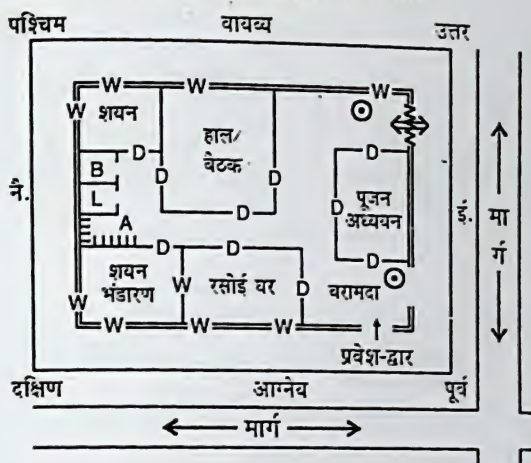 पश्चिम वायव्य उत्तर
W W W
W शयन
हाल/
बैठक
B D D D D
L
A
D
नै.
पूजन
अध्ययन
D D D
ई.
मा
र्ग
D D
शयन
भंडारण
W रसोई घर D
वरामदा
W
W W W
प्रवेश-द्वार
दक्षिण आग्नेय पूर्व
मार्ग